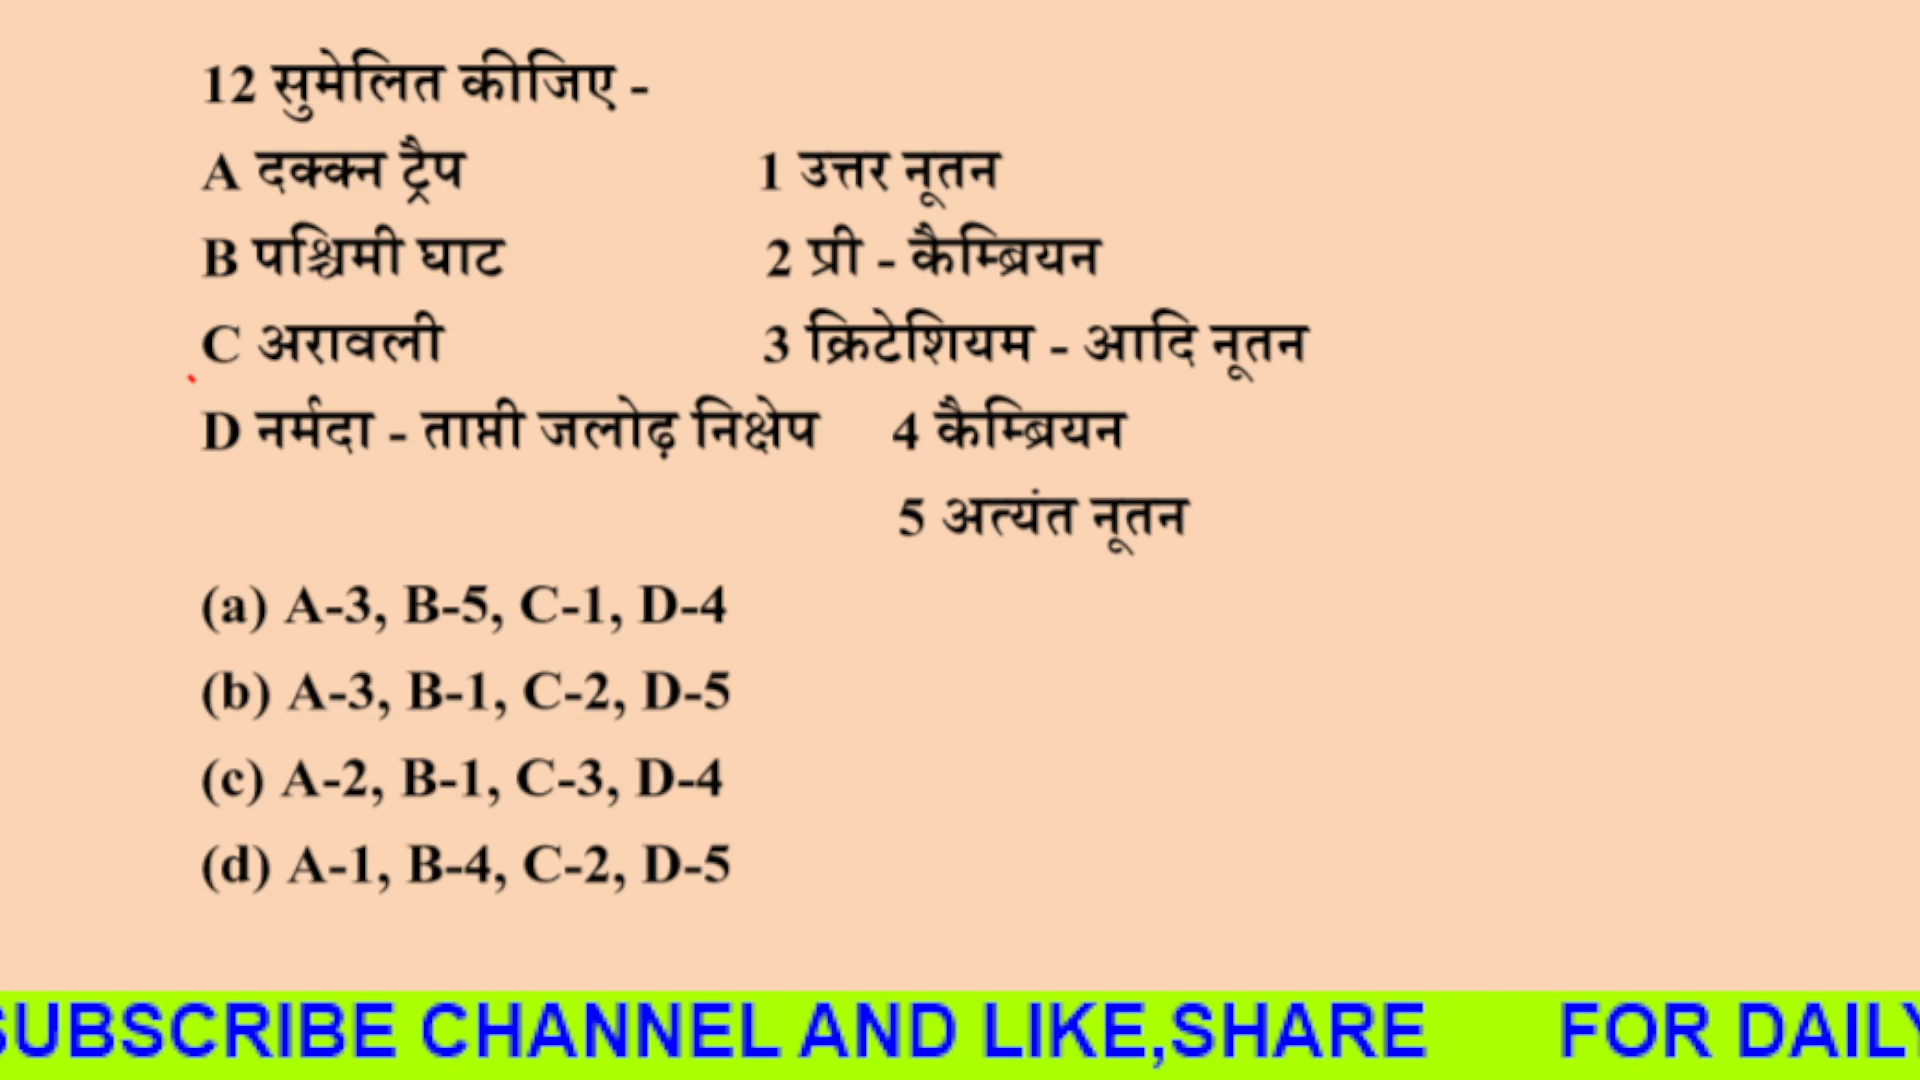 12 सुमेलित कीजिए -
A दक्क्न ट्रैप 1 उत्तर नूतन
B पश्चिमी घाट 2 प्री - कैम्ब्रियन
C अरावली 3 क्रिटेशियम - आदि नूतन
D नर्मदा - ताप्ती जलोढ़ निक्षेप 4 कैम्ब्रियन
5 अत्यंत नूतन
(a) A-3, B-5, C-1, D-4
(b) A-3, B-1, C-2, D-5
(c) A-2, B-1, C-3, D-4
(d) A-1, B-4, C-2, D-5
SUBSCRIBE CHANNEL AND LIKE,SHARE FOR DAILY